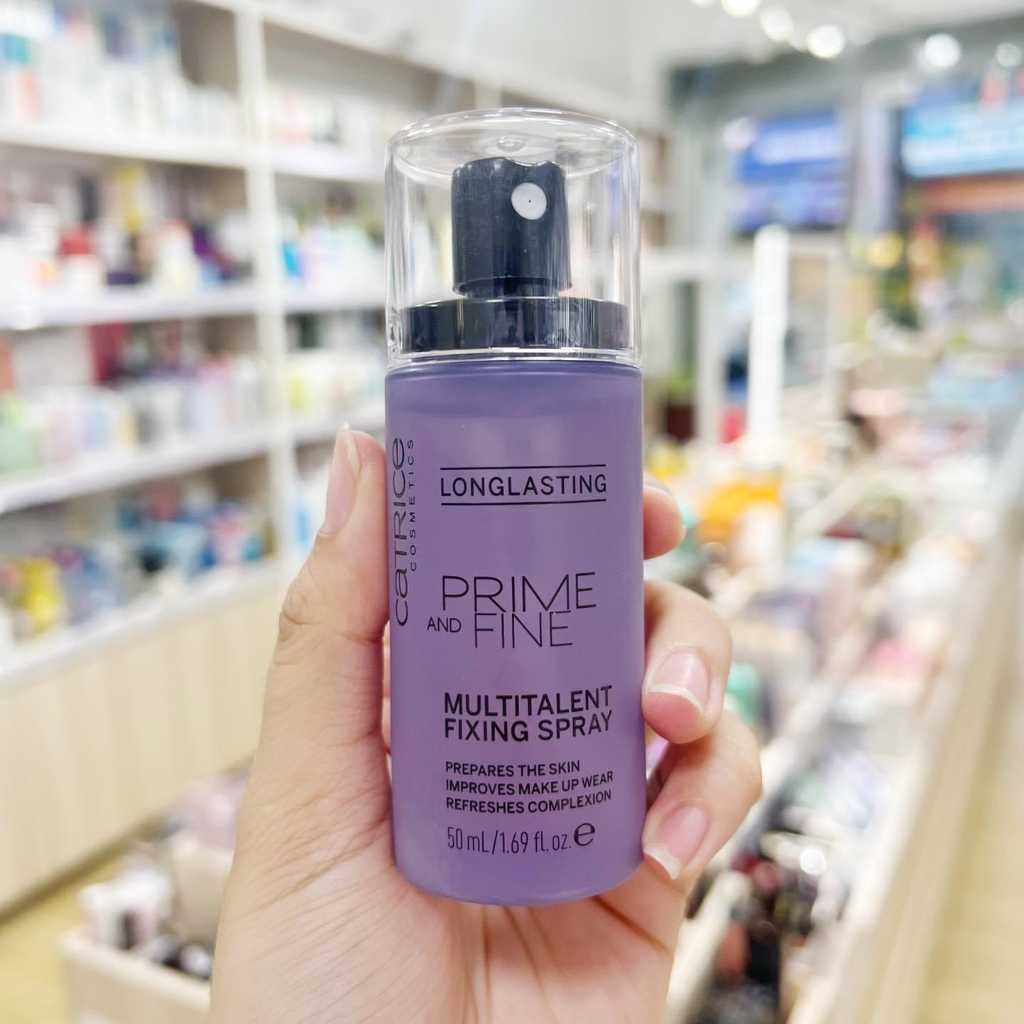 CATRICE
COSMETICS
LONGLASTING
PRIME
AND FINE
MULTITALENT
FIXING SPRAY
PREPARES THE SKIN
IMPROVES MAKE UP WEAR
REFRESHES COMPLEXION
50 mL/1.69 fl. oz. e